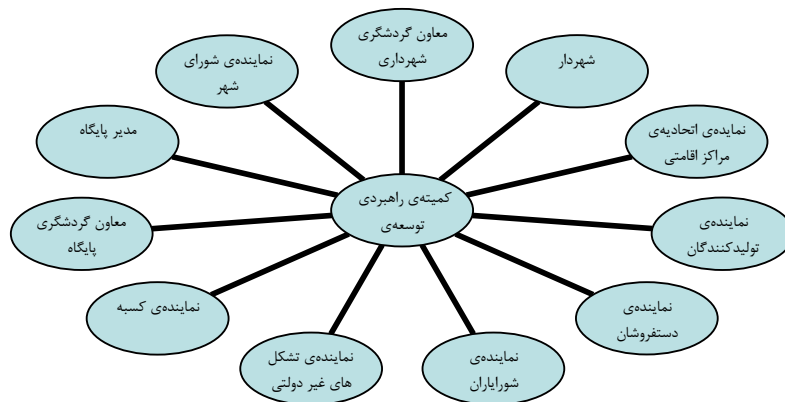 معاون گردشگری
شهرداری
شهردار
نماینده‌ی شورای
شهر
نمایده‌ی اتحادیه‌ی
مراکز اقامتی
مدیر پایگاه
کمیته‌ی راهبردی
توسعه‌ی
نماینده‌ی
تولیدکنندگان
معاون گردشگری
پایگاه
نماینده‌ی
دستفروشان
نماینده‌ی کسبه
نماینده‌ی
شورایاران
نماینده‌ی تشکل
های غیر دولتی